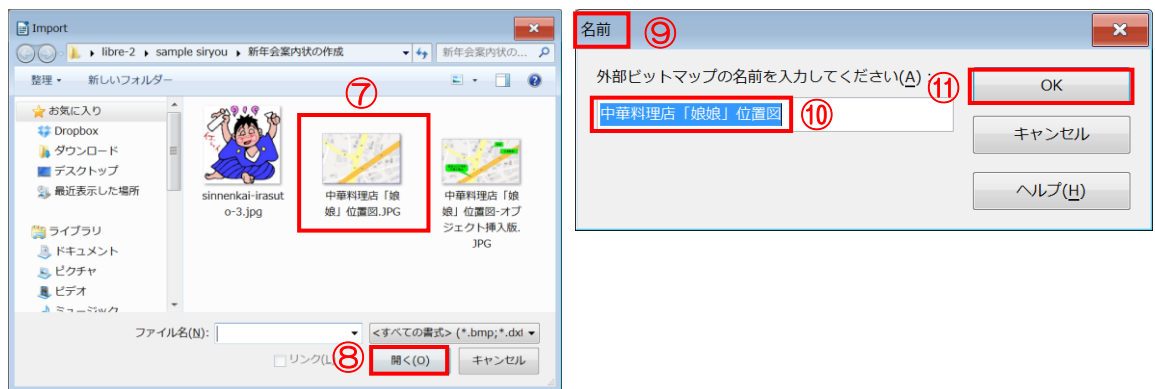 Import
libre-2 sample siryou 新年会案内状の作成
新年会案内状の...
整理 新しいフォルダー
お気に入り
Dropbox
ダウンロード
デスクトップ
最近表示した場所
ライブラリ
ドキュメント
ピクチャ
ビデオ
ミュージック
⑦
sinnenkai-irasut
o-3.jpg
中華料理店「娘
娘」位置図.JPG
中華料理店「娘
娘」位置図-オブ
ジェクト挿入版.
JPG
ファイル名(N):
<すべての書式> (*.bmp;*.dxf
リンク(L)
⑧
開く(O)
キャンセル
名前
⑨
外部ビットマップの名前を入力してください(A) :
中華料理店「娘娘」位置図
⑩
⑪
OK
キャンセル
ヘルプ(H)